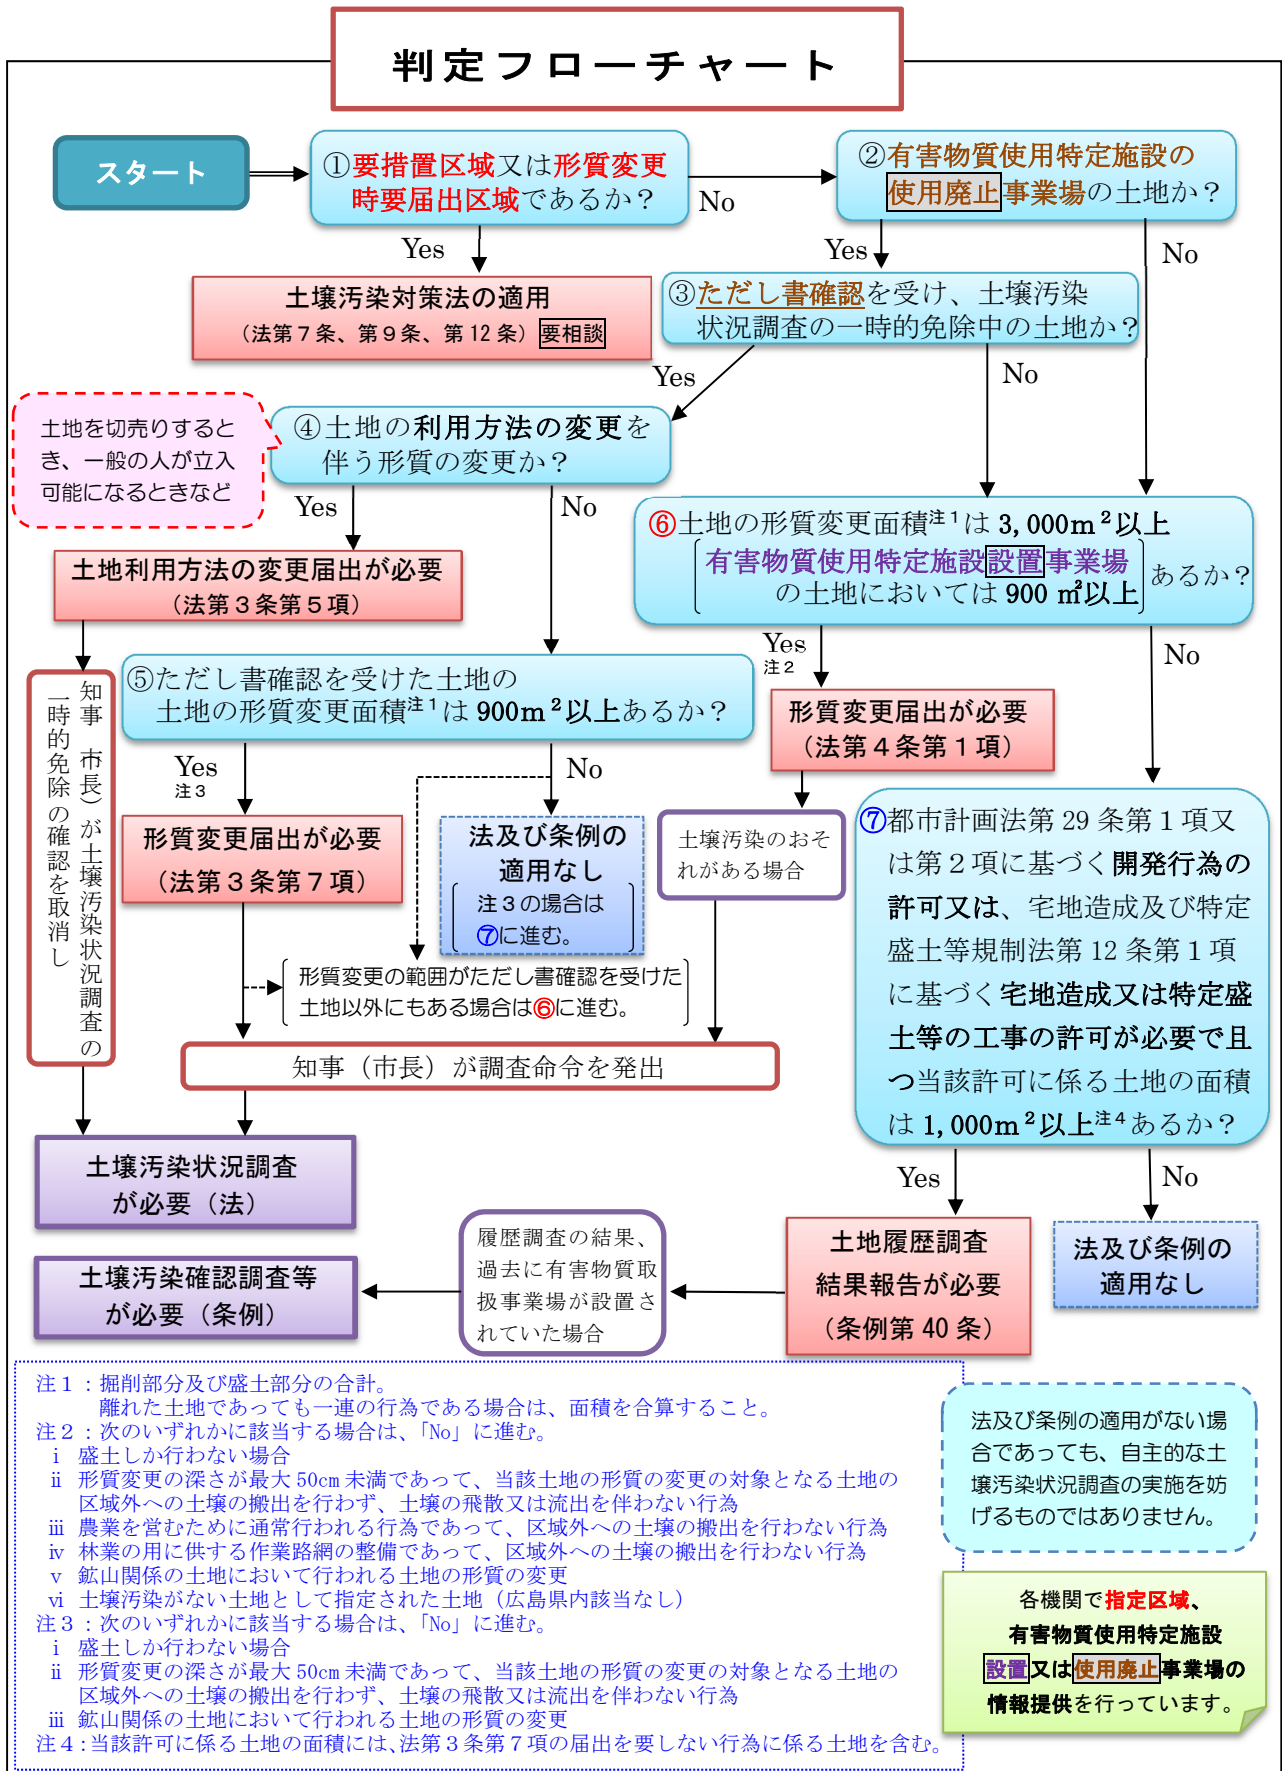 判定フローチャート
スタート
①要措置区域又は形質変更
時要届出区域であるか？
No
②有害物質使用特定施設の
使用廃止事業場の土地か？
Yes
Yes
No
土壌汚染対策法の適用
（法第７条、第９条、第 12 条）要相談
③ただし書確認を受け、土壌汚染
状況調査の一時的免除中の土地か？
Yes
No
土地を切売りすると
き、一般の人が立入
可能になるときなど
④土地の利用方法の変更を
伴う形質の変更か？
Yes
No
⑥土地の形質変更面積注１は 3,000m²以上
有害物質使用特定施設設置事業場
の土地においては 900 ㎡以上
あるか？
土地利用方法の変更届出が必要
（法第３条第５項）
Yes
注２
No
⑤ただし書確認を受けた土地の
土地の形質変更面積注１は 900m²以上あるか？
知事（市長）が土壌汚染状況調査の
一時的免除の確認を取消し
形質変更届出が必要
（法第４条第１項）
Yes
注３
No
形質変更届出が必要
（法第３条第７項）
法及び条例の
適用なし
注３の場合は
⑦に進む。
土壌汚染のおそ
れがある場合
⑦都市計画法第 29 条第１項又
は第２項に基づく開発行為の
許可又は、宅地造成及び特定
盛土等規制法第 12 条第１項
に基づく宅地造成又は特定盛
土等の工事の許可が必要で且
つ当該許可に係る土地の面積
は 1,000m²以上注４あるか？
形質変更の範囲がただし書確認を受けた
土地以外にもある場合は⑥に進む。
知事（市長）が調査命令を発出
土壌汚染状況調査
が必要（法）
Yes
No
履歴調査の結果、
過去に有害物質取
扱事業場が設置さ
れていた場合
土地履歴調査
結果報告が必要
（条例第 40 条）
法及び条例の
適用なし
土壌汚染確認調査等
が必要（条例）
注１：掘削部分及び盛土部分の合計。
離れた土地であっても一連の行為である場合は、面積を合算すること。
注２：次のいずれかに該当する場合は、「No」に進む。
ⅰ 盛土しか行わない場合
ⅱ 形質変更の深さが最大 50cm 未満であって、当該土地の形質の変更の対象となる土地の
区域外への土壌の搬出を行わず、土壌の飛散又は流出を伴わない行為
ⅲ 農業を営むために通常行われる行為であって、区域外への土壌の搬出を行わない行為
ⅳ 林業の用に供する作業路網の整備であって、区域外への土壌の搬出を行わない行為
ⅴ 鉱山関係の土地において行われる土地の形質の変更
ⅵ 土壌汚染がない土地として指定された土地（広島県内該当なし）
注３：次のいずれかに該当する場合は、「No」に進む。
ⅰ 盛土しか行わない場合
ⅱ 形質変更の深さが最大 50cm 未満であって、当該土地の形質の変更の対象となる土地の
区域外への土壌の搬出を行わず、土壌の飛散又は流出を伴わない行為
ⅲ 鉱山関係の土地において行われる土地の形質の変更
注４：当該許可に係る土地の面積には、法第３条第７項の届出を要しない行為に係る土地を含む。
法及び条例の適用がない場
合であっても、自主的な土
壌汚染状況調査の実施を妨
げるものではありません。
各機関で指定区域、
有害物質使用特定施設
設置又は使用廃止事業場の
情報提供を行っています。